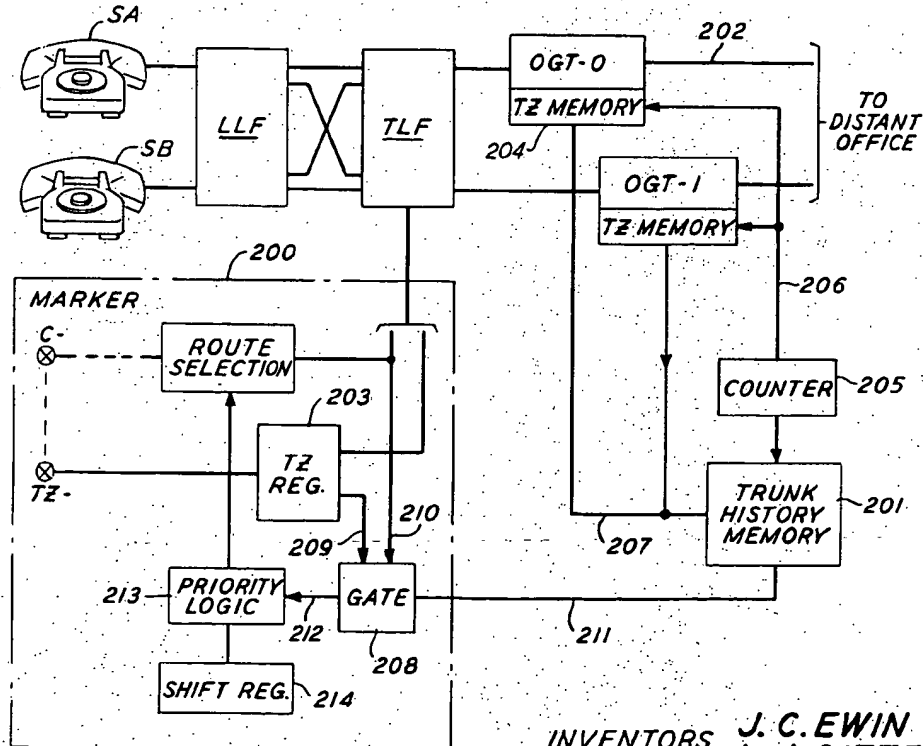 SA
SB
LLF
TLF
OGT-0
TZ MEMORY
204
202
TO
DISTANT
OFFICE
OGT-1
TZ MEMORY
206
200
MARKER
C-
TZ-
ROUTE
SELECTION
203
TZ
REG.
209
210
COUNTER
205
TRUNK
HISTORY
MEMORY
201
207
213
PRIORITY
LOGIC
212
GATE
208
211
SHIFT REG.
214
INVENTORS
J. C. EWIN